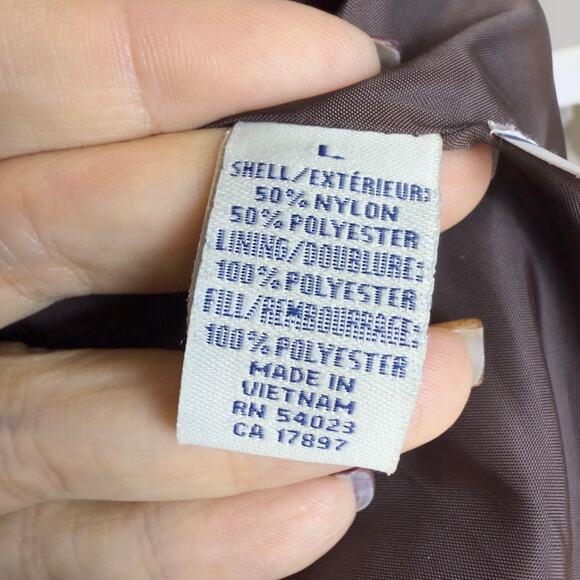 L
SHELL/EXTÉRIEUR:
50% NYLON
50% POLYESTER
LINING/DOUBLURE:
100% POLYESTER
FILL/REMBOURRAGE:
100% POLYESTER
MADE IN
VIETNAM
RN 54023
CA 17897